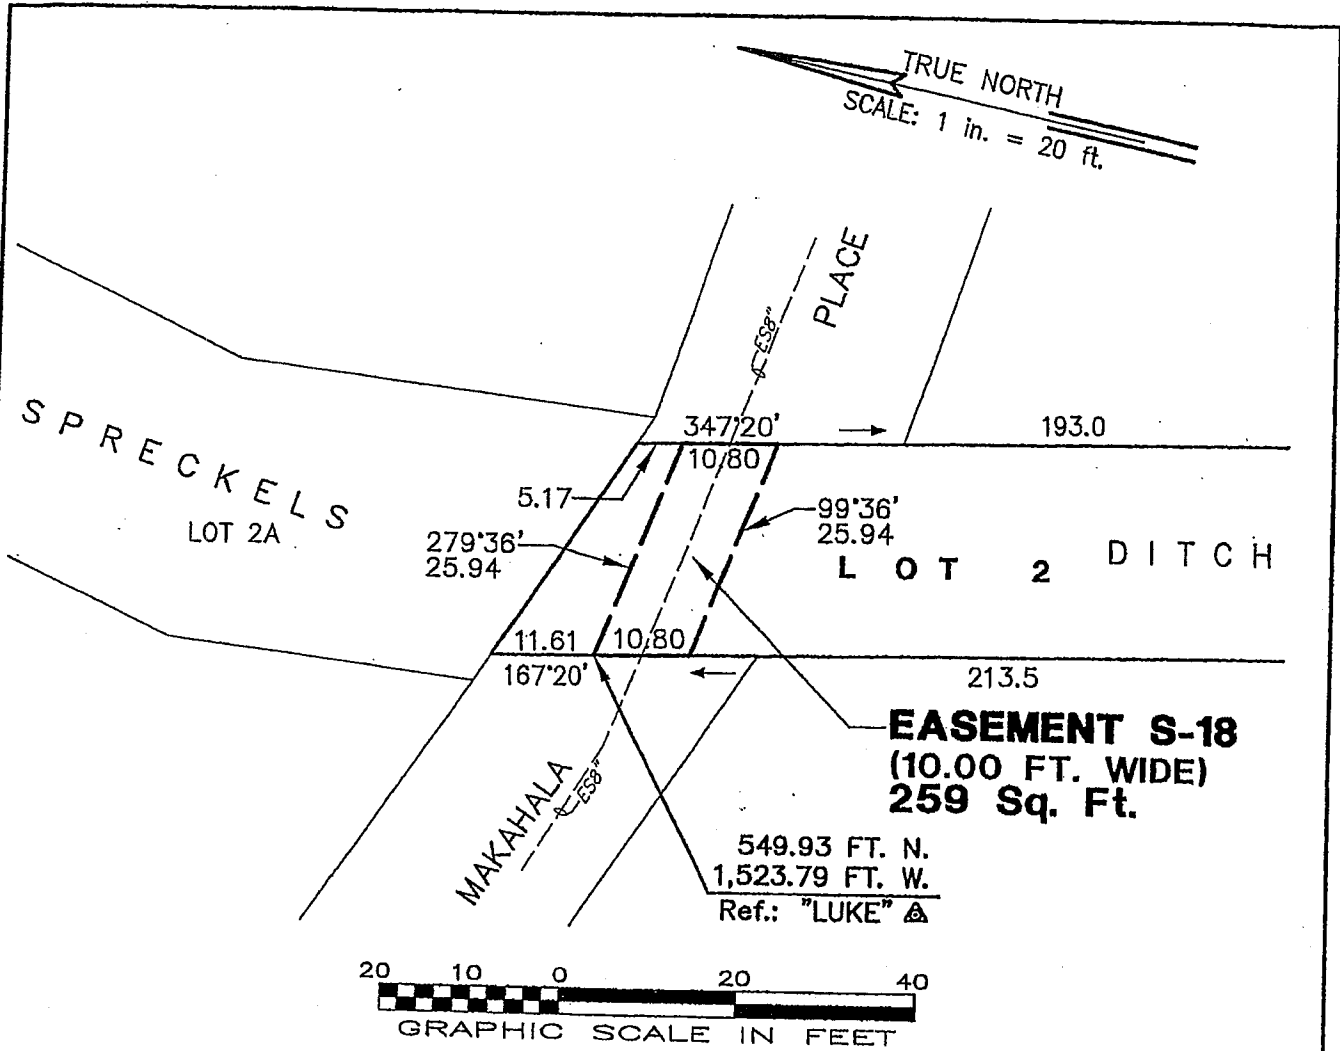 TRUE NORTH
SCALE: 1 in. = 20 ft.
PLACE
ES8"
SPRECKELS
LOT 2A
347°20'
10.80
193.0
5.17
279°36'
25.94
99°36'
25.94
LOT 2
DITCH
11.61
10.80
167°20'
213.5
EASEMENT S-18
(10.00 FT. WIDE)
259 Sq. Ft.
MAKAHALA
ES8"
549.93 FT. N.
1,523.79 FT. W.
Ref.: "LUKE"
20 10 0 20 40
GRAPHIC SCALE IN FEET